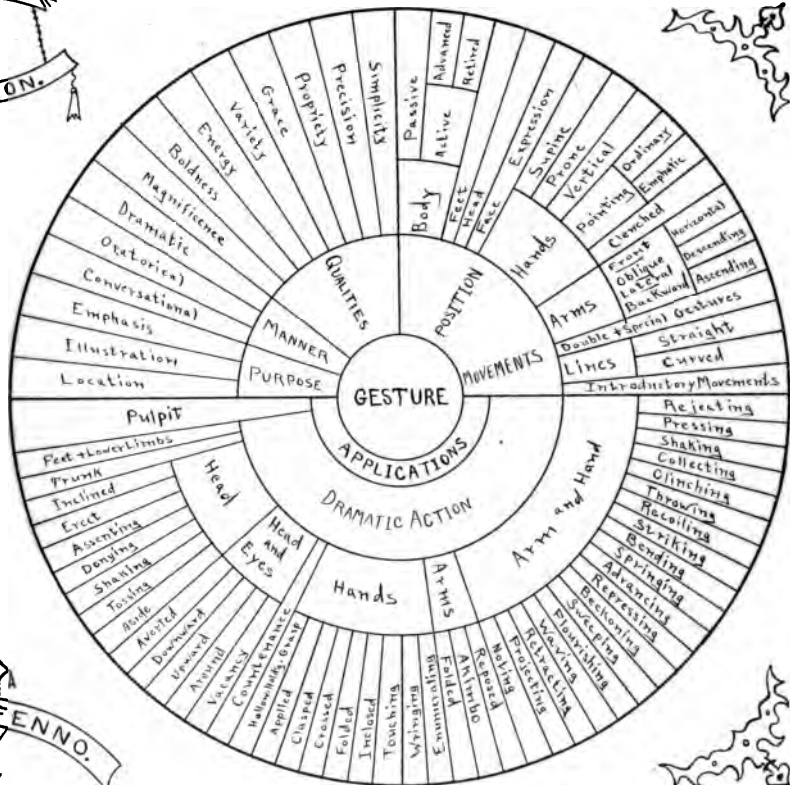 ON.
ENNO.
GESTURE
QUALITIES
Simplicity
Precision
Propriety
Grace
Variety
Energy
Boldness
Magnificence
MANNER
Dramatic
Oratorical
Conversational
PURPOSE
Emphasis
Illustration
Location
POSITION
Body
Passive
Active
Advanced
Retired
Feet
Head
Face
Expression
Hands
Supine
Prone
Vertical
Pointing
Ordinary
Emphatic
Clenched
Arms
Front
Oblique
Lateral
Backward
Horizontal
Descending
Ascending
MOVEMENTS
Double + Special Gestures
Lines
Straight
Curved
Introductory Movements
APPLICATIONS
Pulpit
DRAMATIC ACTION
Feet + Lower Limbs
Trunk
Head
Inclined
Erect
Assenting
Denying
Shaking
Tossing
Aside
Head
and
Eyes
Averted
Downward
Upward
Around
Vacancy
Countenance
Hands
Hollow, holds, Grasp
Applied
Clasped
Crossed
Folded
Inclosed
Touching
Wringing
Enumerating
Arms
Folded
Akimbo
Reposed
Arm and Hand
Noting
Projecting
Retracting
Waving
Flourishing
Sweeping
Beckoning
Repressing
Advancing
Springing
Bending
Striking
Recoiling
Throwing
Clinching
Collecting
Shaking
Pressing
Rejecting